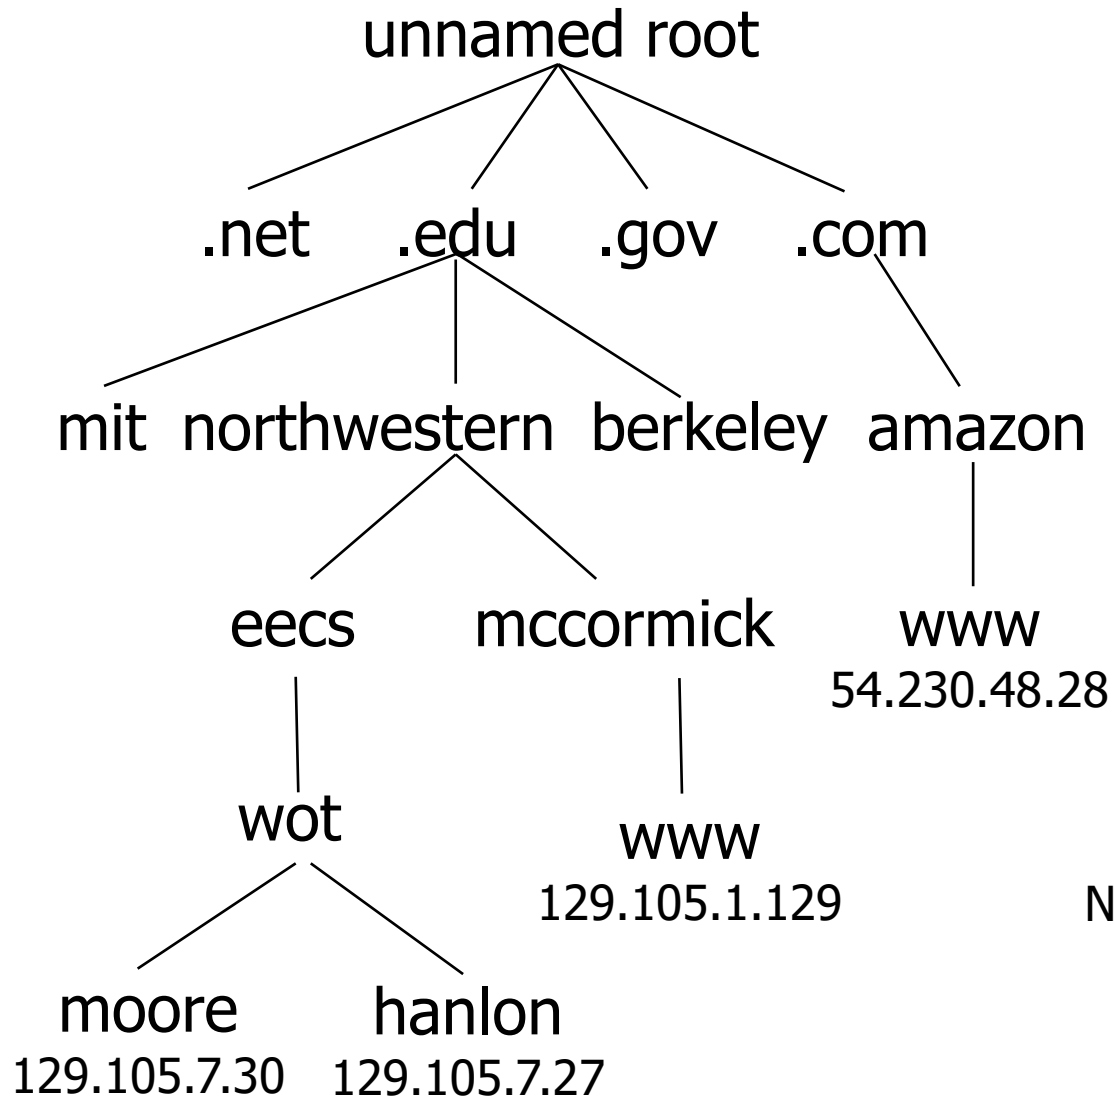 unnamed root
.net .edu .gov .com
mit northwestern berkeley amazon
eecs mccormick www
54.230.48.28
wot www
129.105.1.129 N
moore hanlon
129.105.7.30 129.105.7.27